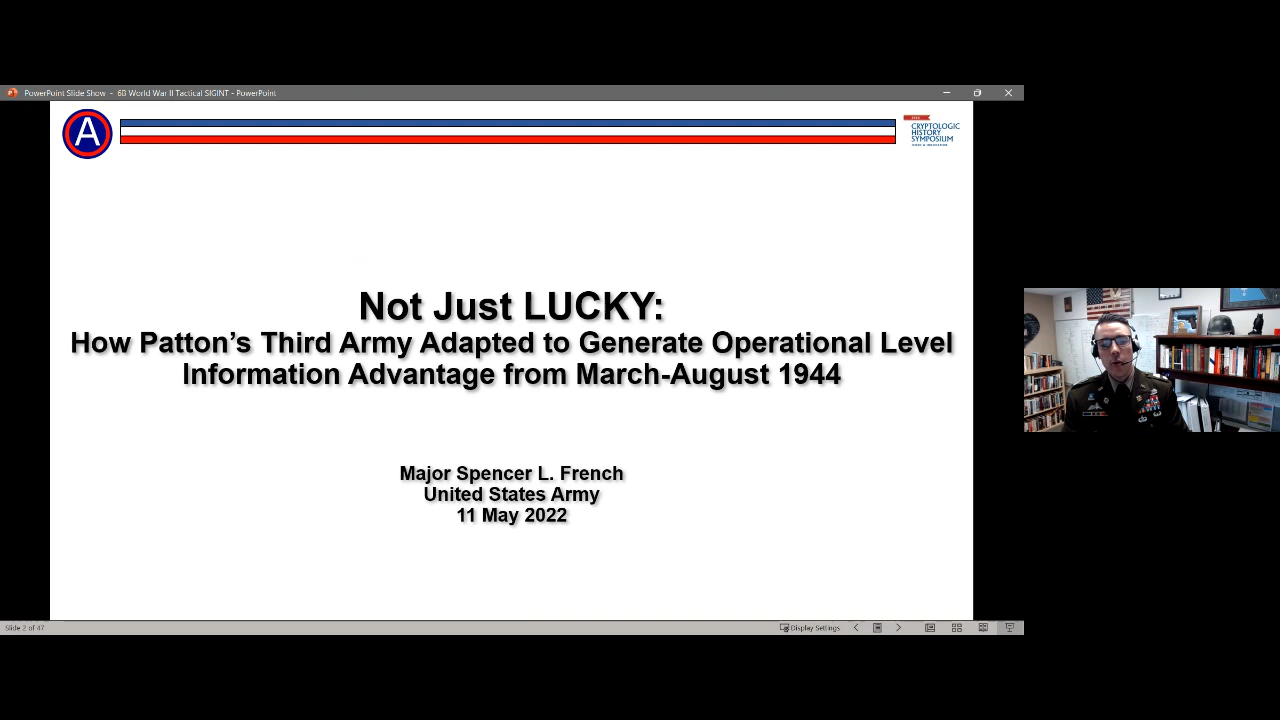 PowerPoint Slide Show - 6B World War II Tactical SIGINT - PowerPoint
A
CRYPTOLOGIC
HISTORY
SYMPOSIUM
Not Just LUCKY:
How Patton's Third Army Adapted to Generate Operational Level
Information Advantage from March-August 1944
Major Spencer L. French
United States Army
11 May 2022
Slide 2 of 47
Display Settings